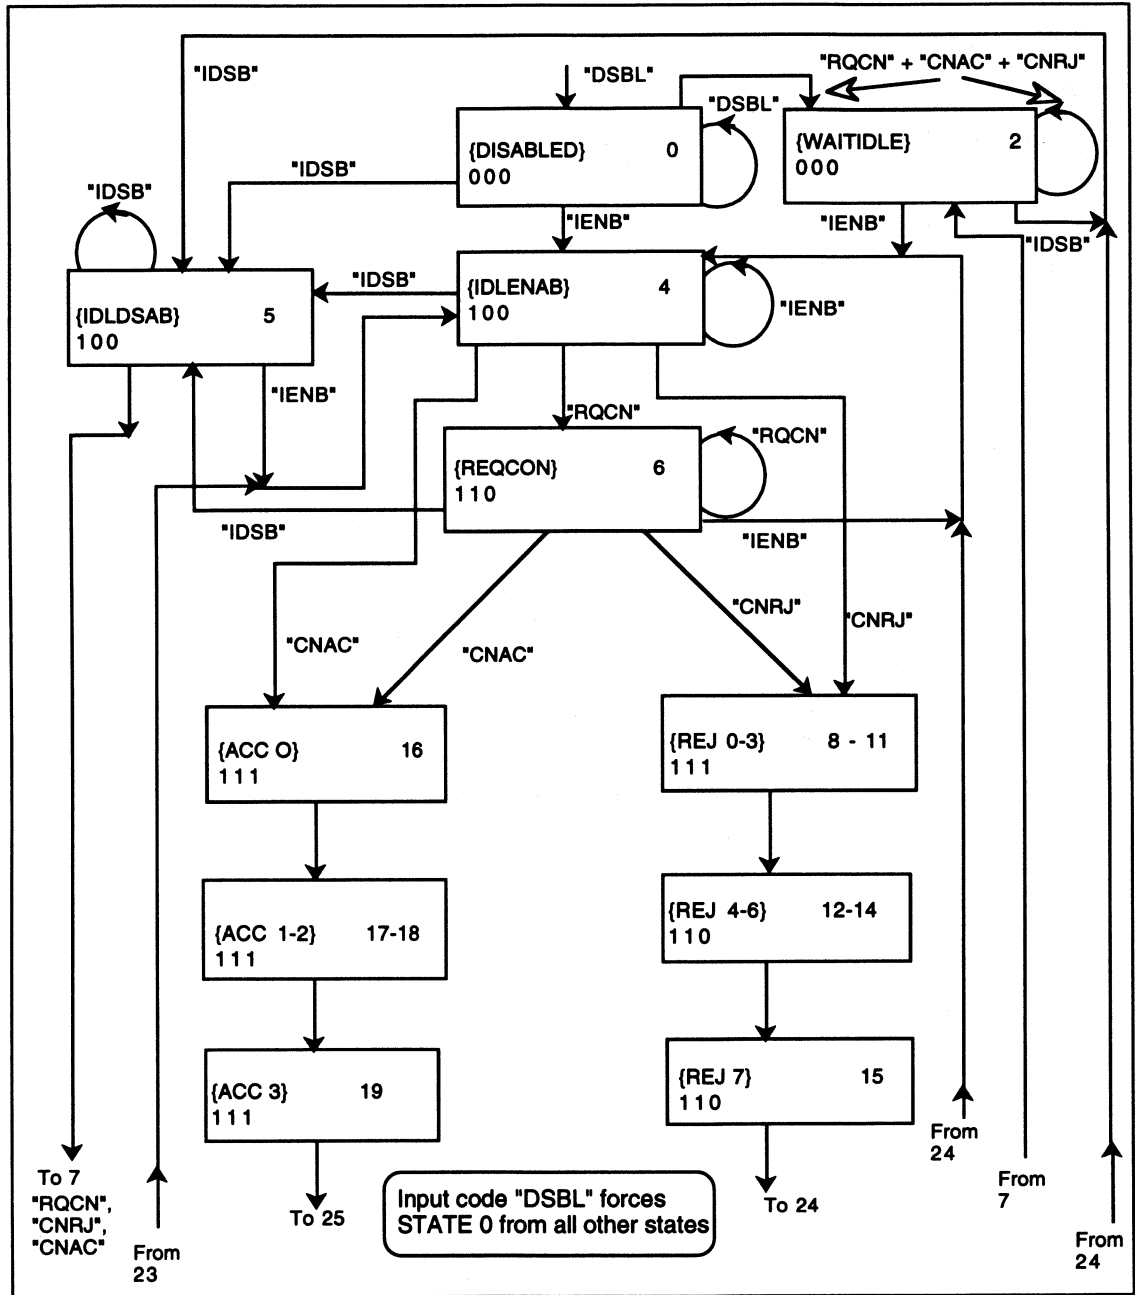 "RQCN" + "CNAC" + "CNRJ"
"IDSB"
"DSBL"
"DSBL"
{DISABLED} 0
000
{WAITIDLE} 2
000
"IDSB"
"IDSB"
"IENB"
"IENB"
"IDSB"
{IDLDSAB} 5
100
"IDSB"
{IDLENAB} 4
100
"IENB"
"IENB"
"RQCN"
"RQCN"
{REQCON} 6
110
"IDSB"
"IENB"
"CNAC"
"CNAC"
"CNRJ"
"CNRJ"
{ACC O} 16
111
{REJ 0-3} 8 - 11
111
{ACC 1-2} 17-18
111
{REJ 4-6} 12-14
110
{ACC 3} 19
111
{REJ 7} 15
110
To 7
"RQCN",
"CNRJ",
"CNAC"
From
23
To 25
Input code "DSBL" forces
STATE 0 from all other states
To 24
From
24
From
7
From
24